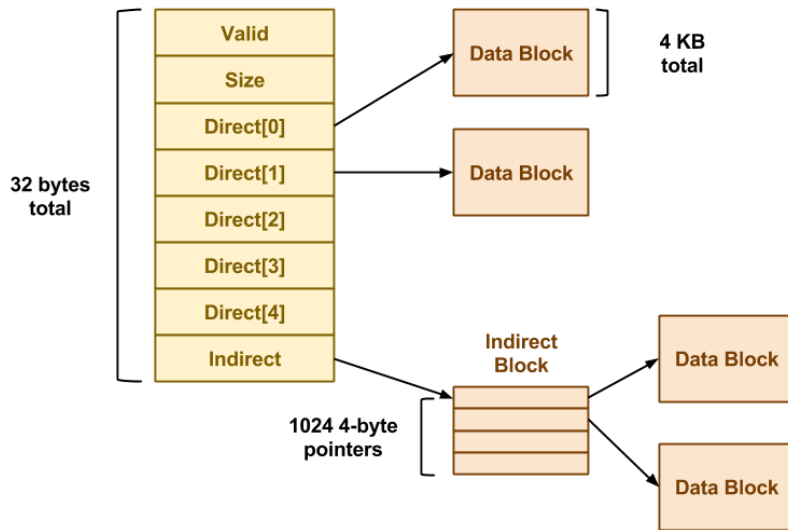 Valid
Size
Direct[0]
Direct[1]
Direct[2]
Direct[3]
Direct[4]
Indirect
32 bytes
total
Data Block
4 KB
total
Data Block
Indirect
Block
1024 4-byte
pointers
Data Block
Data Block